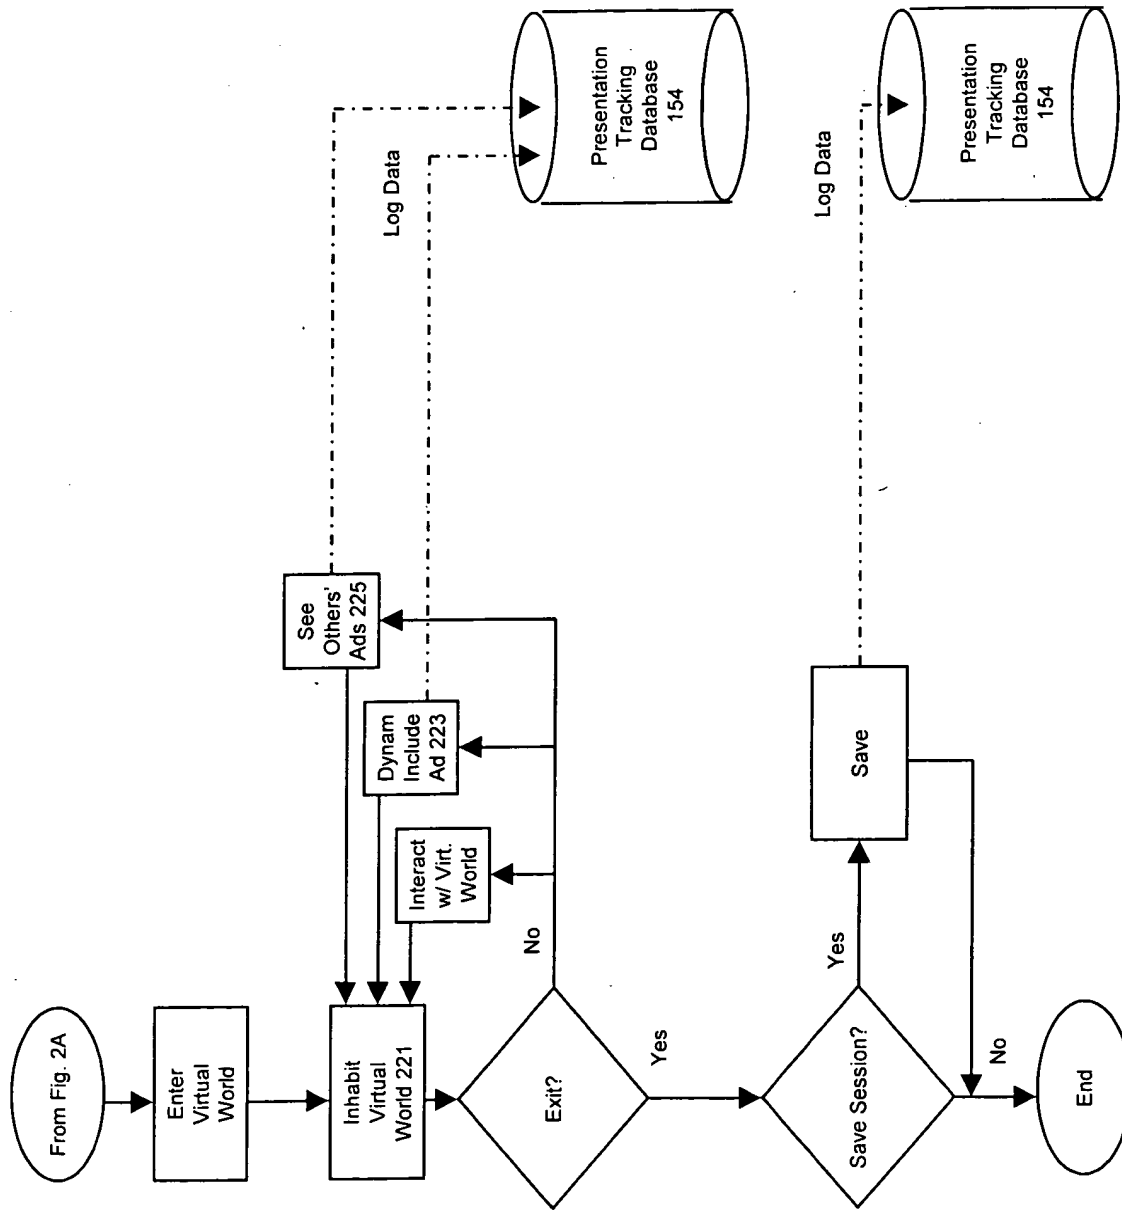 From Fig. 2A
Enter
Virtual
World
Inhabit
Virtual
World 221
Exit?
No
Yes
Interact
w/ Virt.
World
Dynam
Include
Ad 223
See
Others'
Ads 225
Log Data
Presentation
Tracking
Database
154
Save Session?
Yes
No
Save
Log Data
Presentation
Tracking
Database
154
End